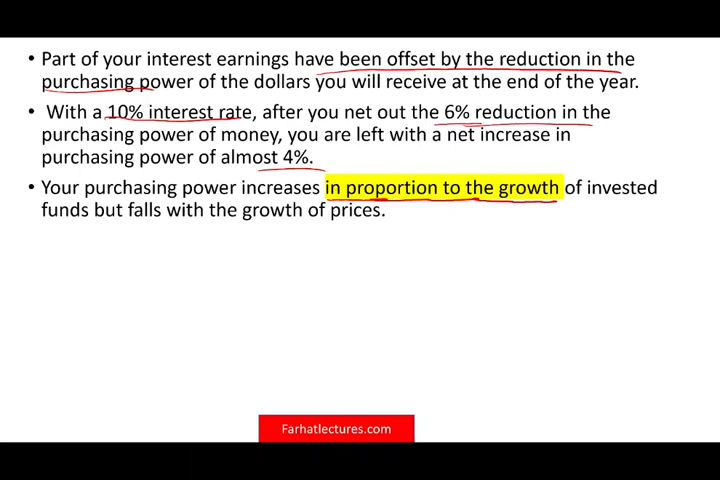 • Part of your interest earnings have been offset by the reduction in the
purchasing power of the dollars you will receive at the end of the year.
• With a 10% interest rate, after you net out the 6% reduction in the
purchasing power of money, you are left with a net increase in
purchasing power of almost 4%.
• Your purchasing power increases in proportion to the growth of invested
funds but falls with the growth of prices.
Farhatlectures.com